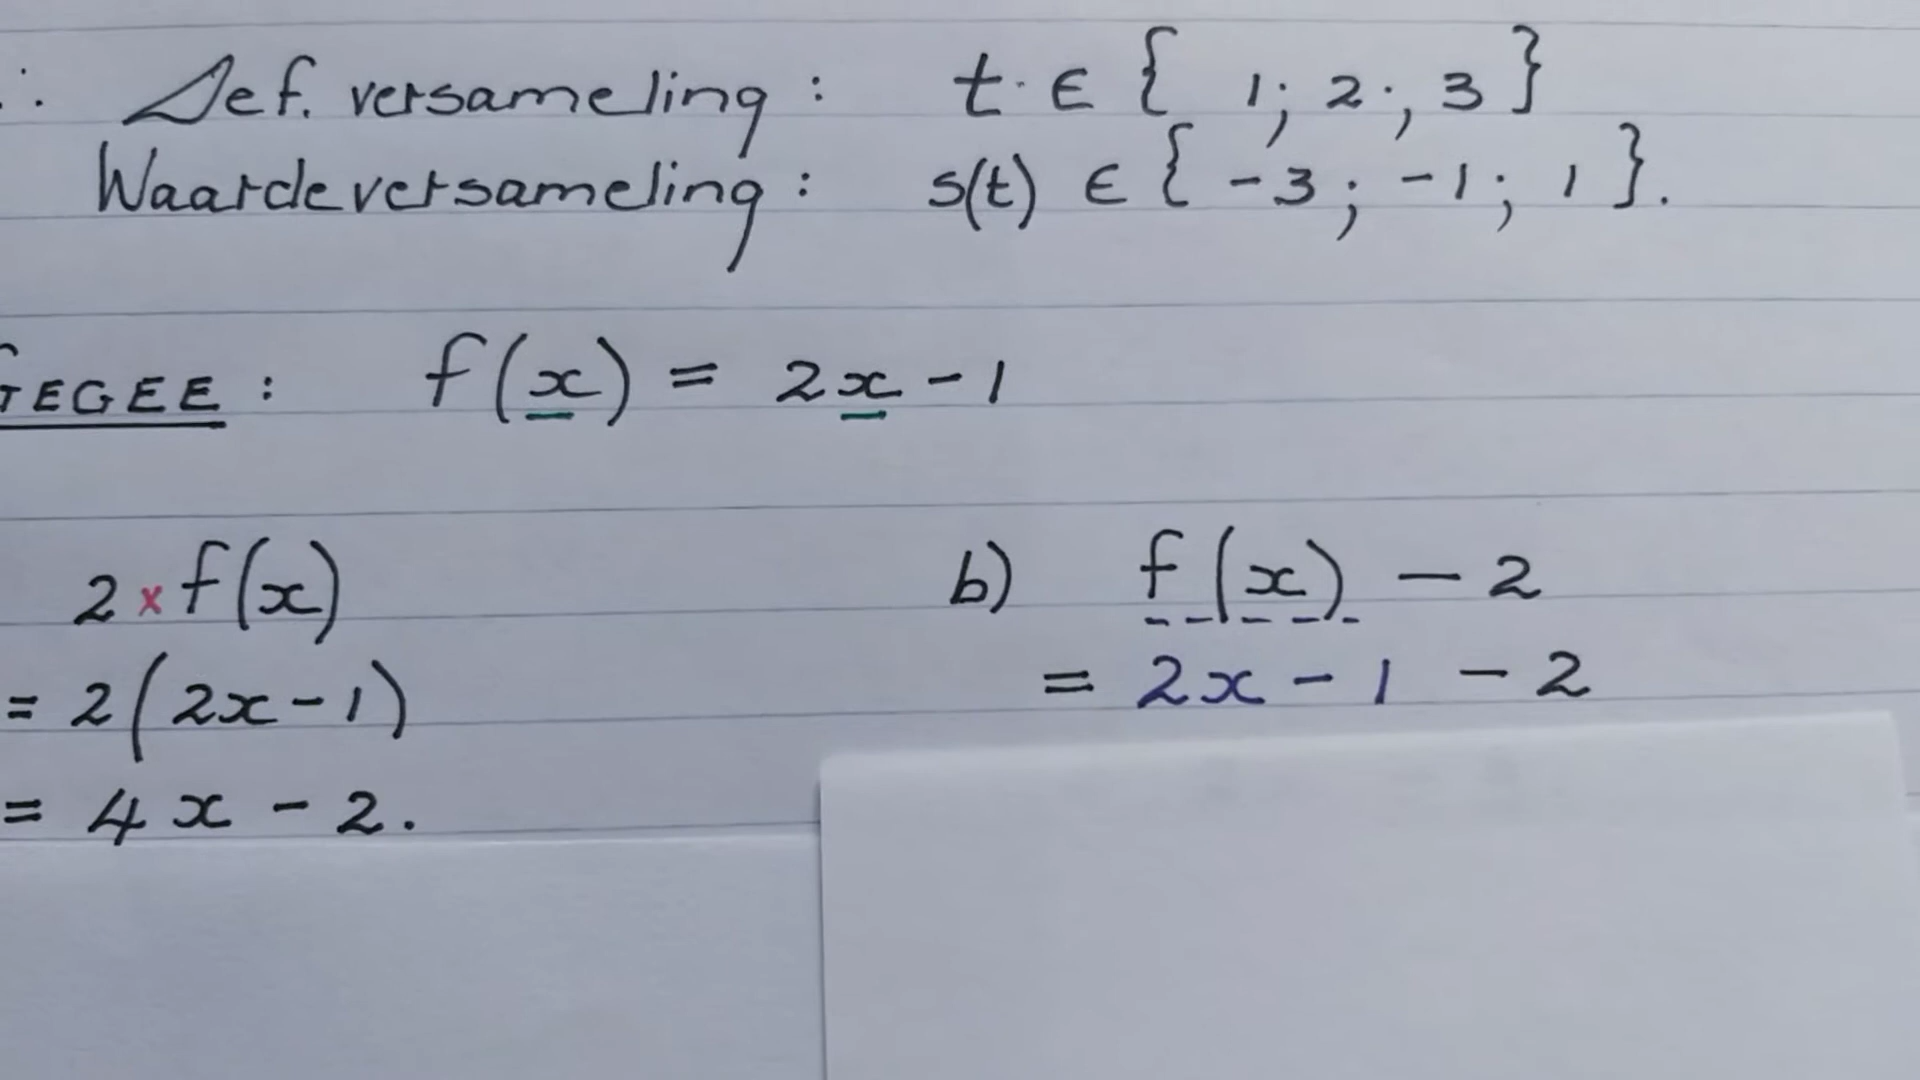 ∴ Def. versameling : t ∈ { 1; 2; 3 }
Waardeversameling : s(t) ∈ { -3; -1; 1 }.
GEGEE : f(x) = 2x - 1
2 × f(x)
= 2(2x - 1)
= 4x - 2.
b) f(x) - 2
= 2x - 1 - 2